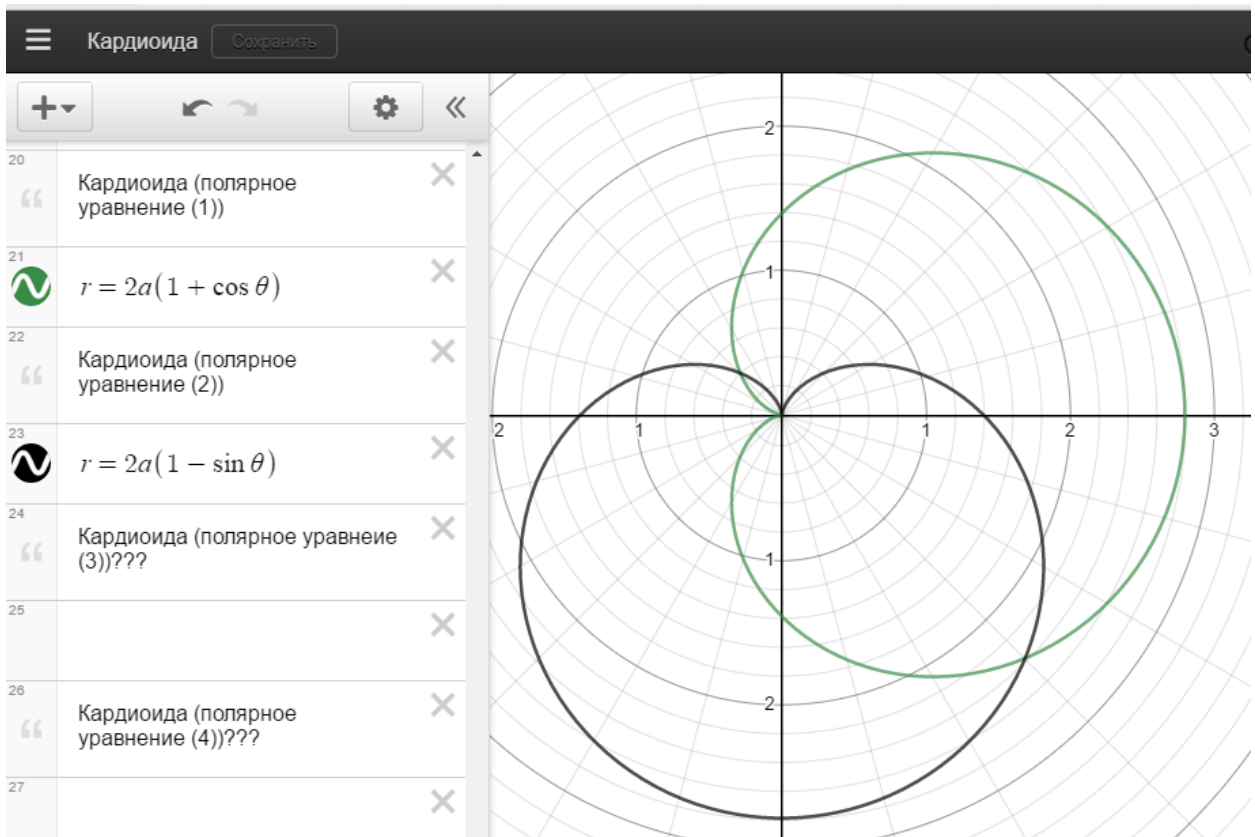 Кардиоида Сохранить
20
Кардиоида (полярное
уравнение (1))
21
r = 2a(1 + cos θ)
22
Кардиоида (полярное
уравнение (2))
23
r = 2a(1 − sin θ)
24
Кардиоида (полярное уравнеие
(3))???
25
26
Кардиоида (полярное
уравнение (4))???
27
2
1
2 1 1 2 3
1
2